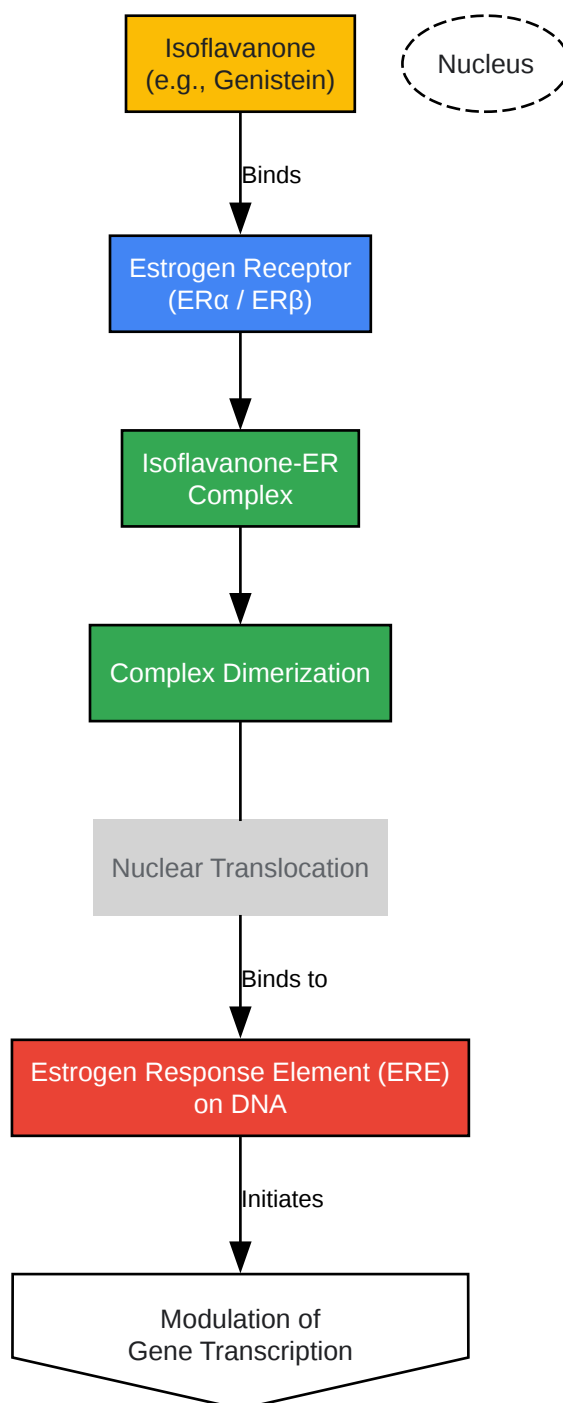 Isoflavanone
(e.g., Genistein)
Nucleus
Binds
Estrogen Receptor
(ERα / ERβ)
Isoflavanone-ER
Complex
Complex Dimerization
Nuclear Translocation
Binds to
Estrogen Response Element (ERE)
on DNA
Initiates
Modulation of
Gene Transcription